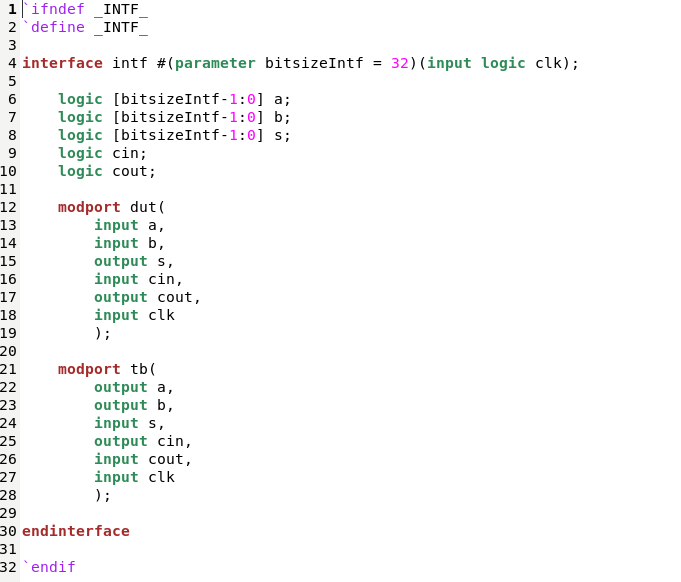 1 `ifndef _INTF_
2 `define _INTF_
3
4 interface intf #(parameter bitsizeIntf = 32)(input logic clk);
5
6     logic [bitsizeIntf-1:0] a;
7     logic [bitsizeIntf-1:0] b;
8     logic [bitsizeIntf-1:0] s;
9     logic cin;
10     logic cout;
11
12     modport dut(
13         input a,
14         input b,
15         output s,
16         input cin,
17         output cout,
18         input clk
19         );
20
21     modport tb(
22         output a,
23         output b,
24         input s,
25         output cin,
26         input cout,
27         input clk
28         );
29
30 endinterface
31
32 `endif